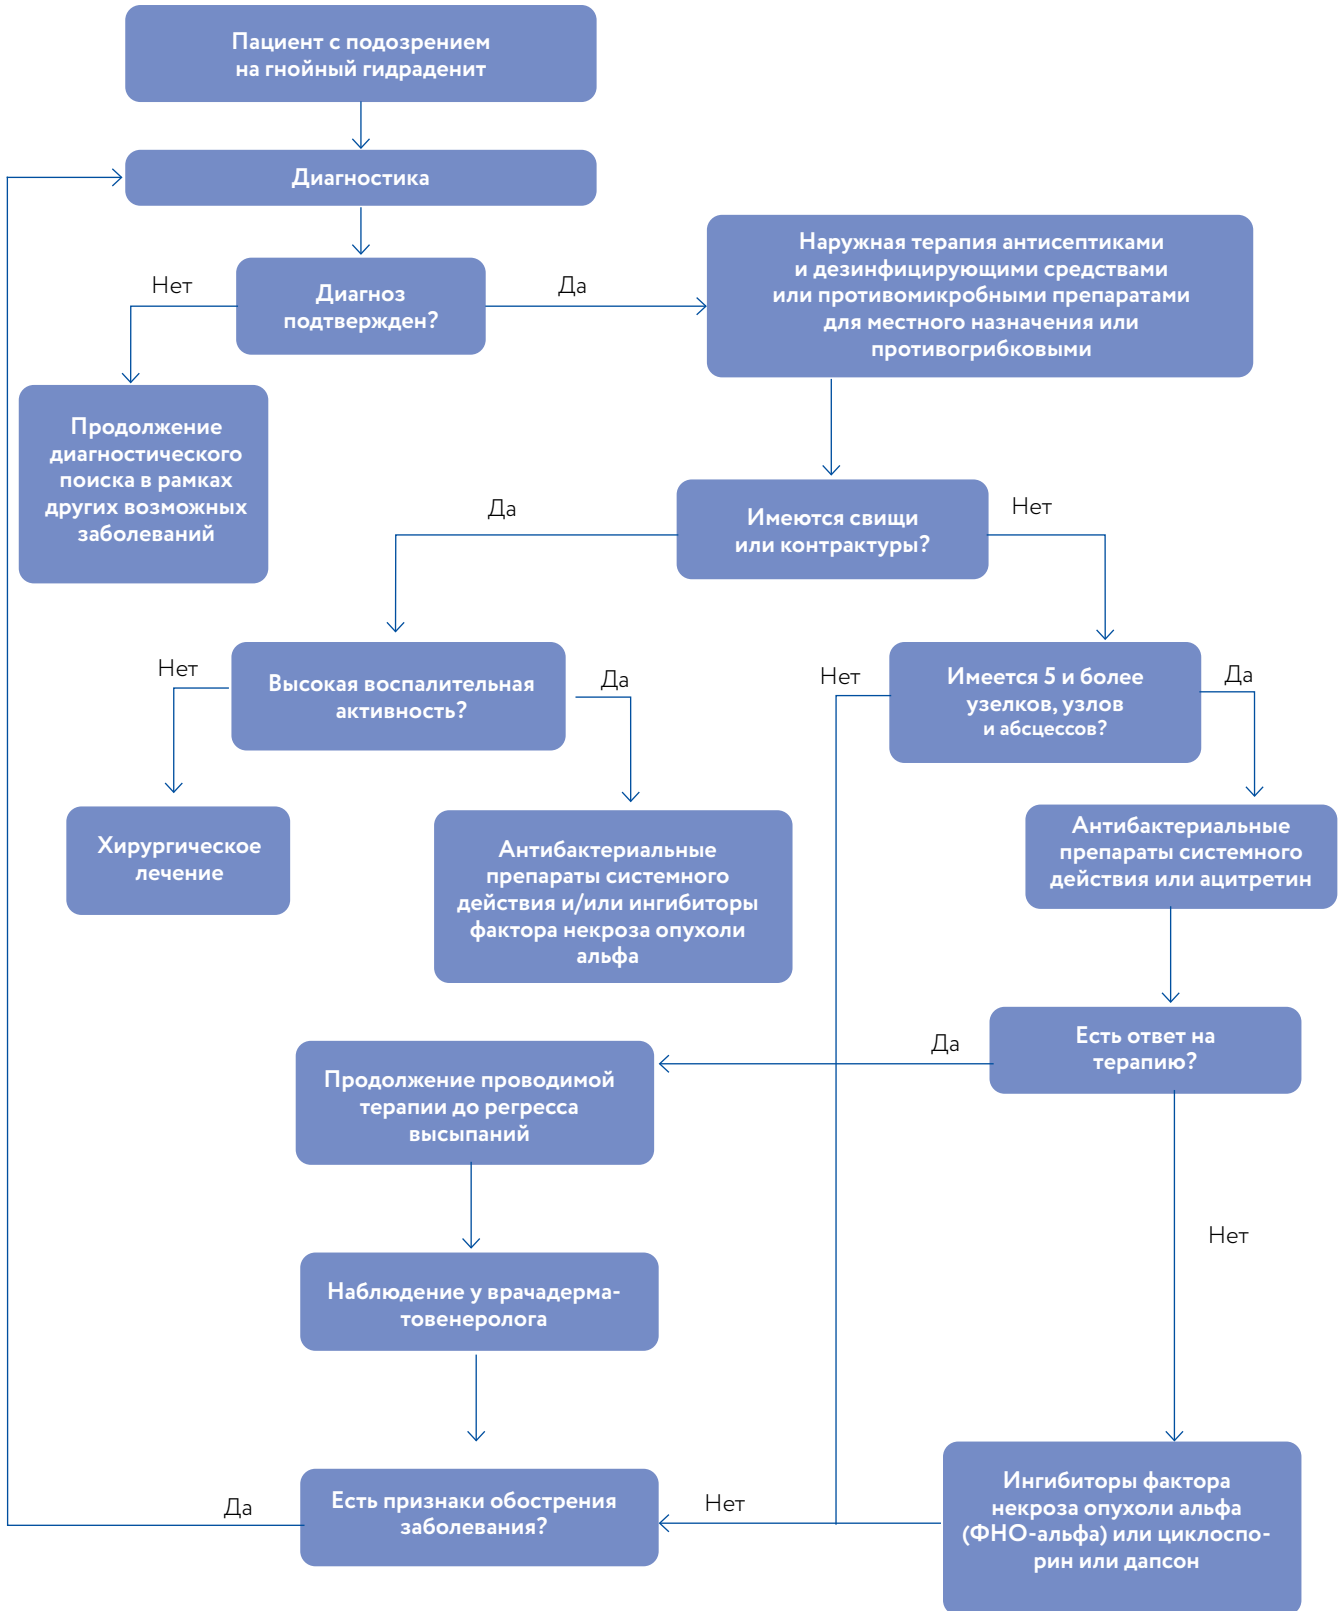 Пациент с подозрением
на гнойный гидраденит
Диагностика
Нет
Диагноз
подтвержден?
Да
Наружная терапия антисептиками
и дезинфицирующими средствами
или противомикробными препаратами
для местного назначения или
противогрибковыми
Продолжение
диагностического
поиска в рамках
других возможных
заболеваний
Да
Имеются свищи
или контрактуры?
Нет
Нет
Высокая воспалительная
активность?
Да
Нет
Имеется 5 и более
узелков, узлов
и абсцессов?
Да
Хирургическое
лечение
Антибактериальные
препараты системного
действия и/или ингибиторы
фактора некроза опухоли
альфа
Антибактериальные
препараты системного
действия или ацитретин
Есть ответ на
терапию?
Да
Продолжение проводимой
терапии до регресса
высыпаний
Нет
Наблюдение у врачадерма-
товенеролога
Да
Есть признаки обострения
заболевания?
Нет
Ингибиторы фактора
некроза опухоли альфа
(ФНО-альфа) или циклоспо-
рин или дапсон